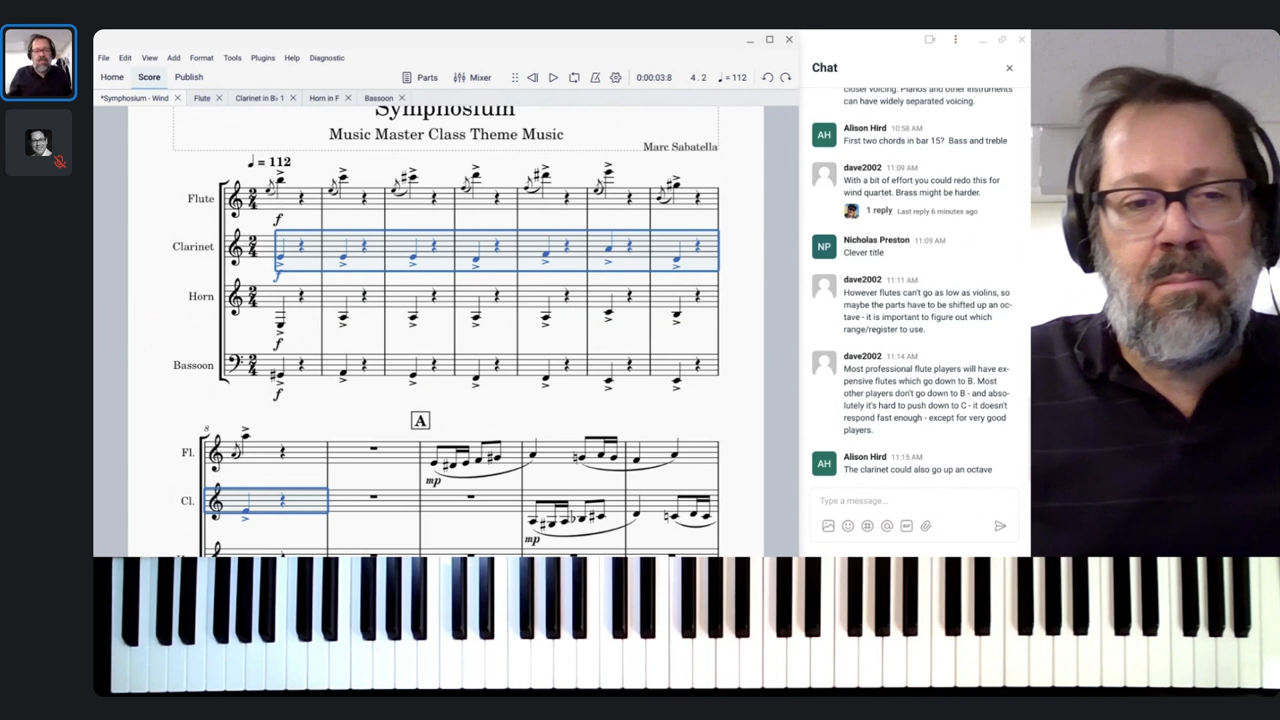 File Edit View Add Format Tools Plugins Help Diagnostic
Home Score Publish
Parts Mixer 0:00:03:8 4 . 2 ♩ = 112
*Symphosium - Wind Flute Clarinet in B♭ 1 Horn in F Bassoon
Symphosium
Music Master Class Theme Music
Marc Sabatella
♩ = 112
Flute
f
Clarinet
f
Horn
f
Bassoon
f
A
8
Fl.
mp
Cl.
mp
Chat
closer voicing. Pianos and other instruments
can have widely separated voicing.
AH
Alison Hird 10:58 AM
First two chords in bar 15? Bass and treble
dave2002 11:09 AM
With a bit of effort you could redo this for
wind quartet. Brass might be harder.
1 reply Last reply 6 minutes ago
NP
Nicholas Preston 11:09 AM
Clever title
dave2002 11:11 AM
However flutes can't go as low as violins, so
maybe the parts have to be shifted up an oc-
tave - it is important to figure out which
range/register to use.
dave2002 11:14 AM
Most professional flute players will have ex-
pensive flutes which go down to B. Most
other players don't go down to B - and abso-
lutely it's hard to push down to C - it doesn't
respond fast enough - except for very good
players.
AH
Alison Hird 11:15 AM
The clarinet could also go up an octave
Type a message...
GIF